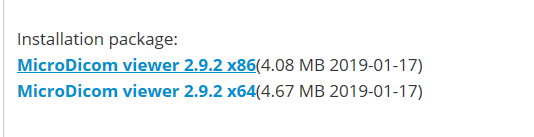 Installation package:
MicroDicom viewer 2.9.2 x86(4.08 MB 2019-01-17)
MicroDicom viewer 2.9.2 x64(4.67 MB 2019-01-17)